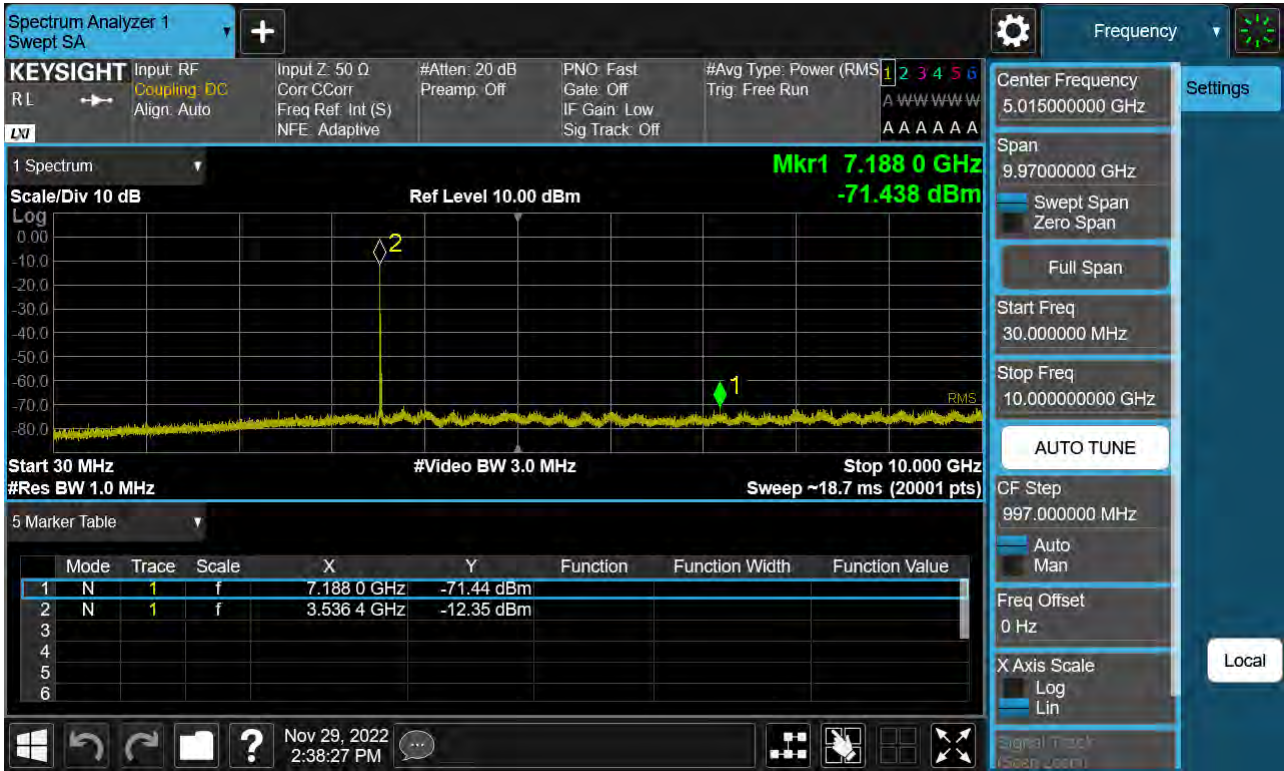 Spectrum Analyzer 1
Swept SA
Frequency
KEYSIGHT
RL
LXI
Input: RF
Coupling: DC
Align: Auto
Input Z: 50 Ω
Corr CCorr
Freq Ref: Int (S)
NFE: Adaptive
#Atten: 20 dB
Preamp: Off
PNO: Fast
Gate: Off
IF Gain: Low
Sig Track: Off
#Avg Type: Power (RMS
Trig: Free Run
1 2 3 4 5 6
A W W W W W
A A A A A A
1 Spectrum
Scale/Div 10 dB
Ref Level 10.00 dBm
Mkr1 7.188 0 GHz
-71.438 dBm
Log
0.00
-10.0
-20.0
-30.0
-40.0
-50.0
-60.0
-70.0
-80.0
2
1
RMS
Start 30 MHz
#Video BW 3.0 MHz
Stop 10.000 GHz
#Res BW 1.0 MHz
Sweep ~18.7 ms (20001 pts)
5 Marker Table
Mode Trace Scale X Y Function Function Width Function Value
1 N 1 f 7.188 0 GHz -71.44 dBm
2 N 1 f 3.536 4 GHz -12.35 dBm
3
4
5
6
Nov 29, 2022
2:38:27 PM
Center Frequency
5.015000000 GHz
Span
9.97000000 GHz
Swept Span
Zero Span
Full Span
Start Freq
30.000000 MHz
Stop Freq
10.000000000 GHz
AUTO TUNE
CF Step
997.000000 MHz
Auto
Man
Freq Offset
0 Hz
X Axis Scale
Log
Lin
Signal Track
(Span Zoom)
Settings
Local